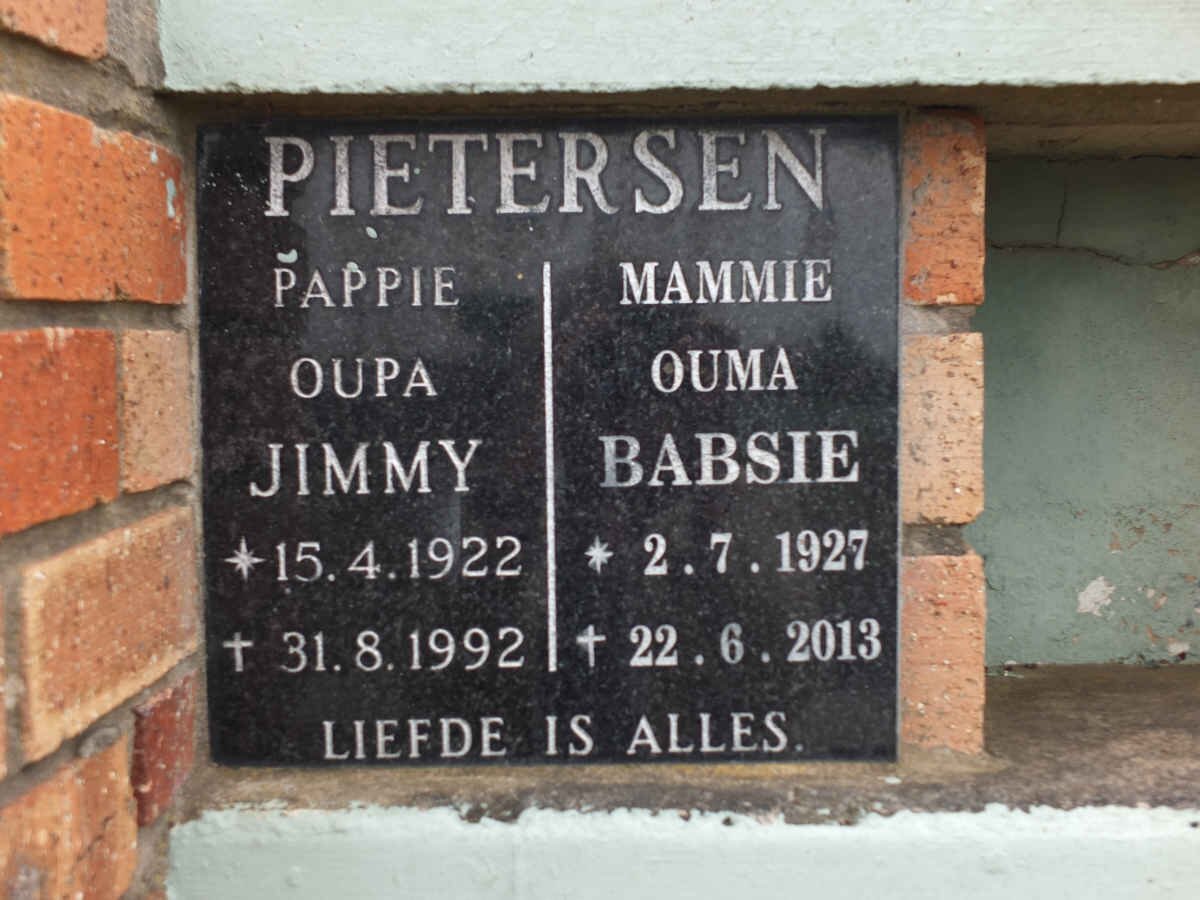 PIETERSEN
PAPPIE
OUPA
JIMMY
* 15.4.1922
† 31.8.1992
MAMMIE
OUMA
BABSIE
* 2.7.1927
† 22.6.2013
LIEFDE IS ALLES.